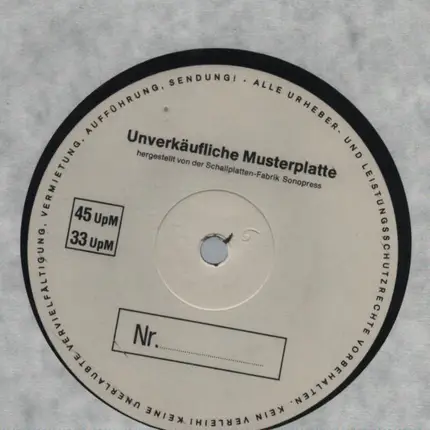 ALLE URHEBER- UND LEISTUNGSSCHUTZRECHTE VORBEHALTEN. KEIN VERLEIH! KEINE UNERLAUBTE VERVIELFÄLTIGUNG, VERMIETUNG, AUFFÜHRUNG, SENDUNG! -
Unverkäufliche Musterplatte
hergestellt von der Schallplatten-Fabrik Sonopress
45 UpM
33 UpM
Nr.